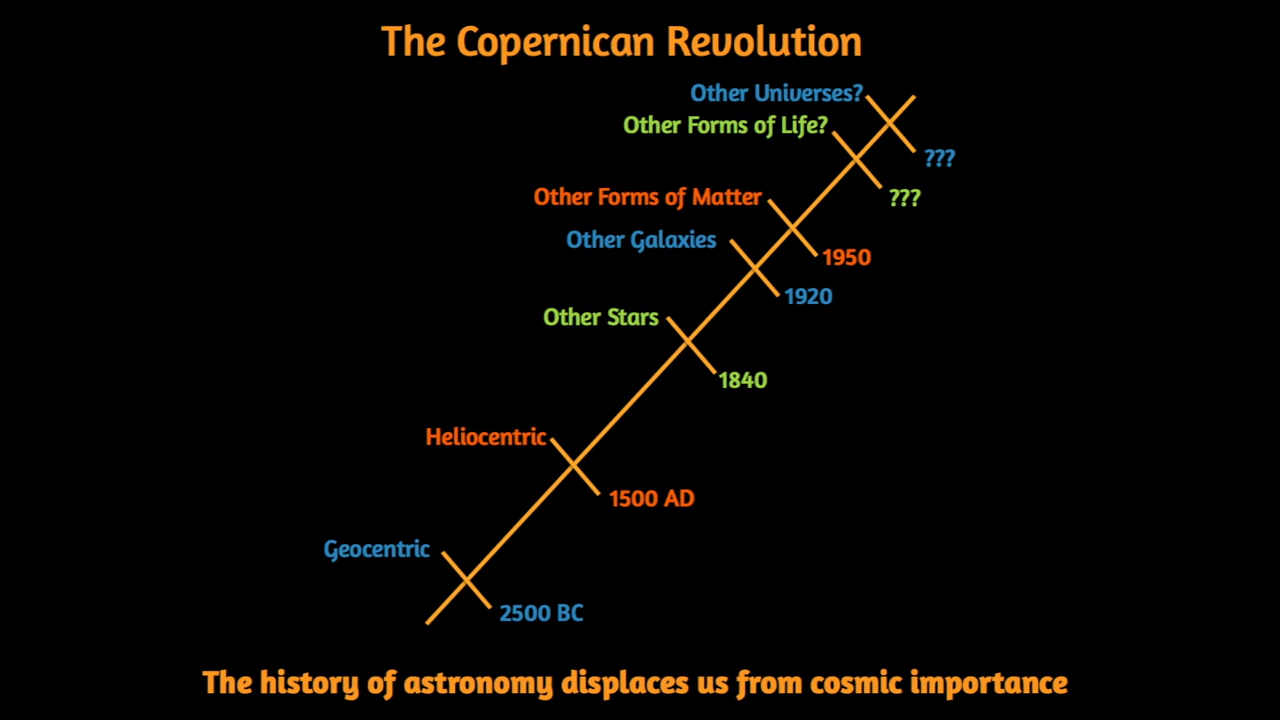 The Copernican Revolution
Other Universes?
Other Forms of Life?
???
???
Other Forms of Matter
Other Galaxies
1950
1920
Other Stars
1840
Heliocentric
1500 AD
Geocentric
2500 BC
The history of astronomy displaces us from cosmic importance